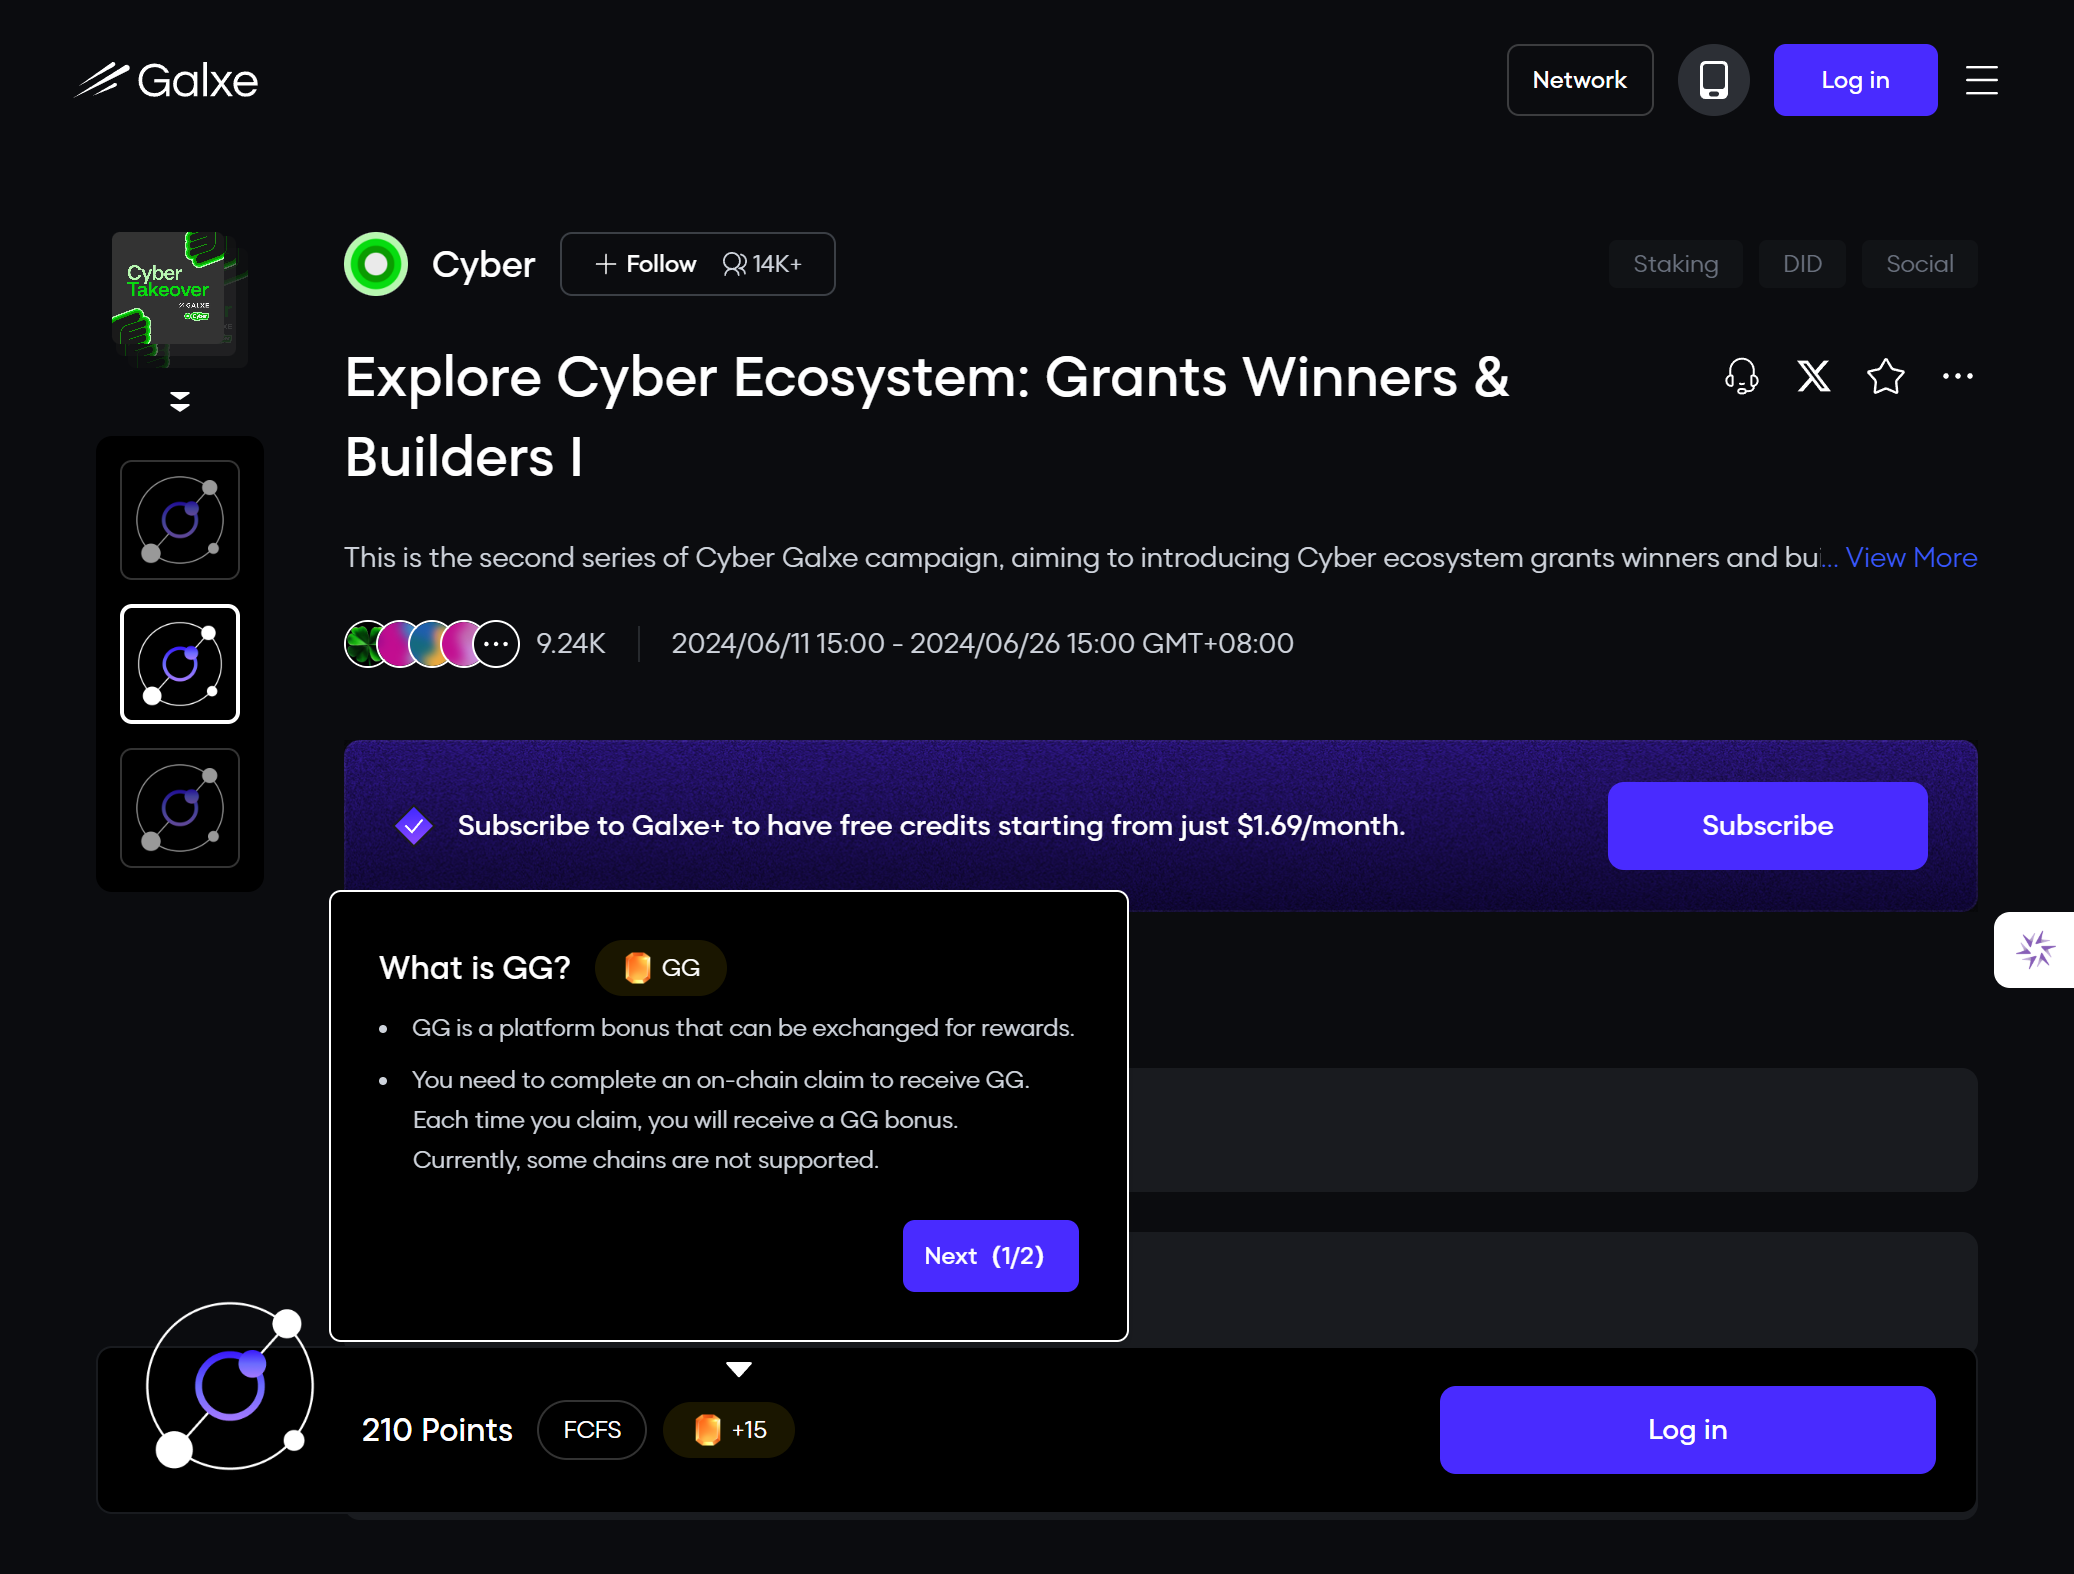 Galxe
Network
Log in
Cyber
Takeover
GALXE
Cyber
Cyber
Follow
14K+
Staking
DID
Social
Explore Cyber Ecosystem: Grants Winners &
Builders I
This is the second series of Cyber Galxe campaign, aiming to introducing Cyber ecosystem grants winners and bui... View More
9.24K
2024/06/11 15:00 - 2024/06/26 15:00 GMT+08:00
Subscribe to Galxe+ to have free credits starting from just $1.69/month.
Subscribe
What is GG?
GG
• GG is a platform bonus that can be exchanged for rewards.
• You need to complete an on-chain claim to receive GG.
Each time you claim, you will receive a GG bonus.
Currently, some chains are not supported.
Next (1/2)
210 Points
FCFS
+15
Log in